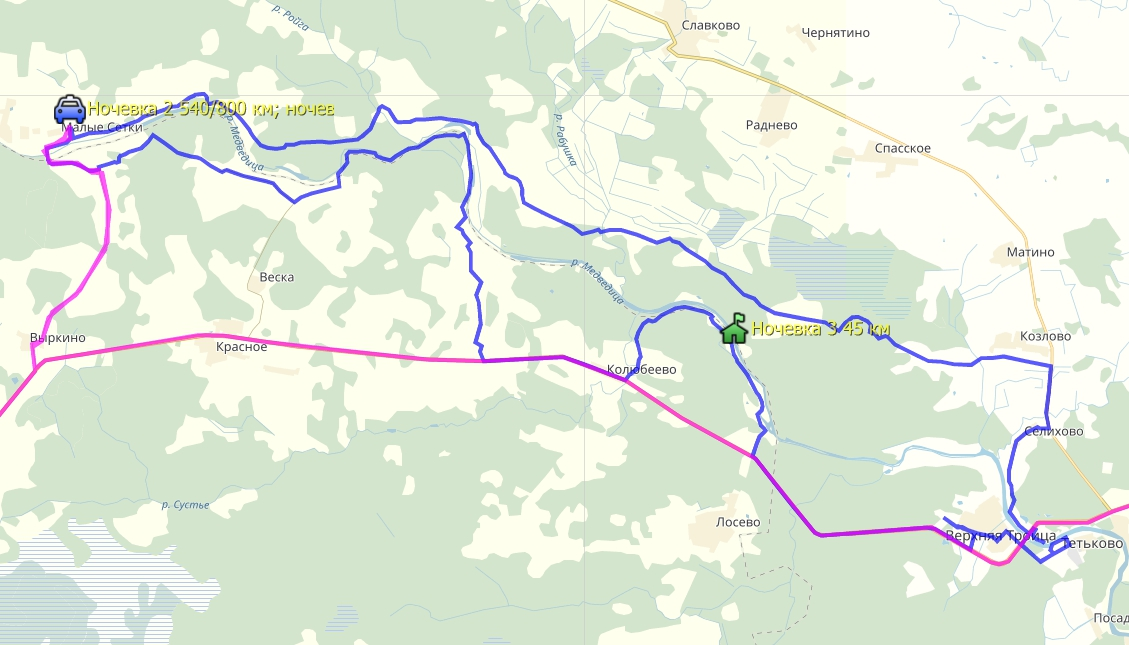 р. Ройга
Славково
Чернятино
Ночевка 2 540/800 км; ночев
Малые Сетки
р. Медведица
р. Рабушка
Раднево
Спасское
Матино
р. Медведица
Веска
Ночевка 3 45 км
Выркино
Козлово
Красное
Колюбеево
Селихово
р. Сустье
Лосево
Верхняя Троица
Тетьково
Посад